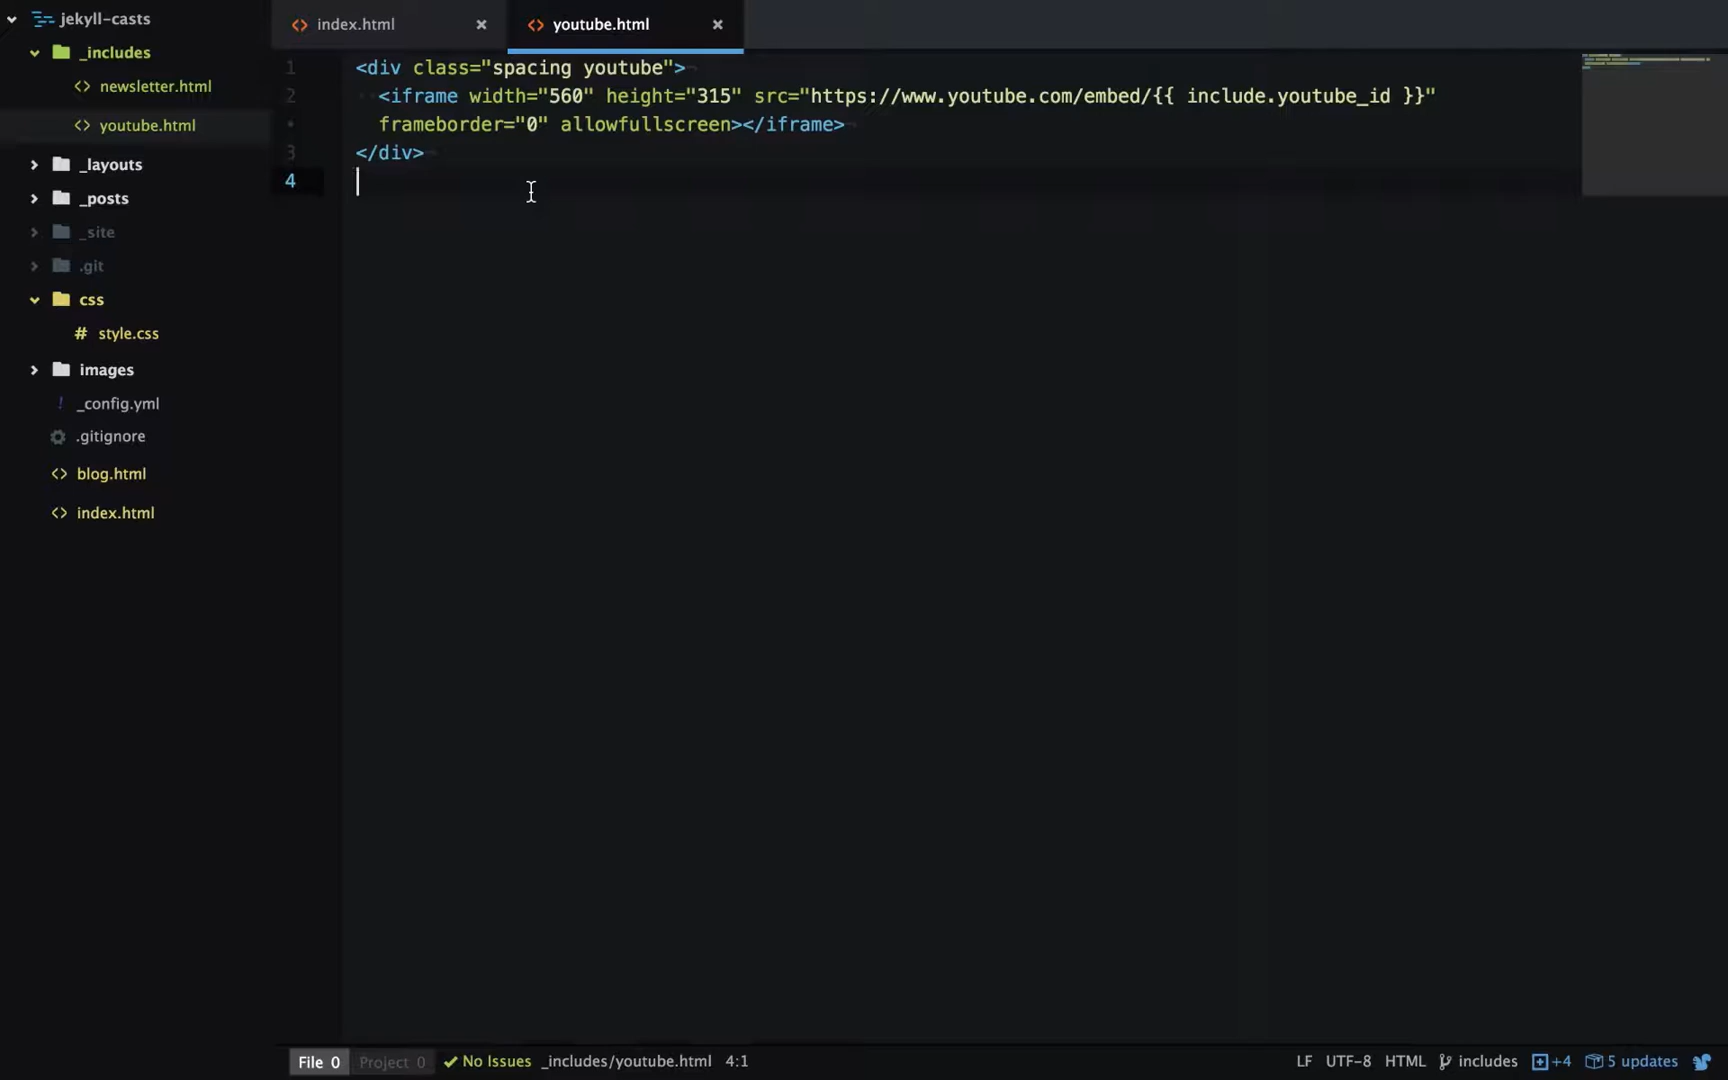 jekyll-casts
_includes
<> newsletter.html
<> youtube.html
_layouts
_posts
_site
.git
css
# style.css
images
! _config.yml
.gitignore
<> blog.html
<> index.html
<> index.html ×
<> youtube.html ×
1 <div class="spacing youtube">
2 <iframe width="560" height="315" src="https://www.youtube.com/embed/{{ include.youtube_id }}"
• frameborder="0" allowfullscreen></iframe>
3 </div>
4
File 0 Project 0 No Issues _includes/youtube.html 4:1
LF UTF-8 HTML includes +4 5 updates